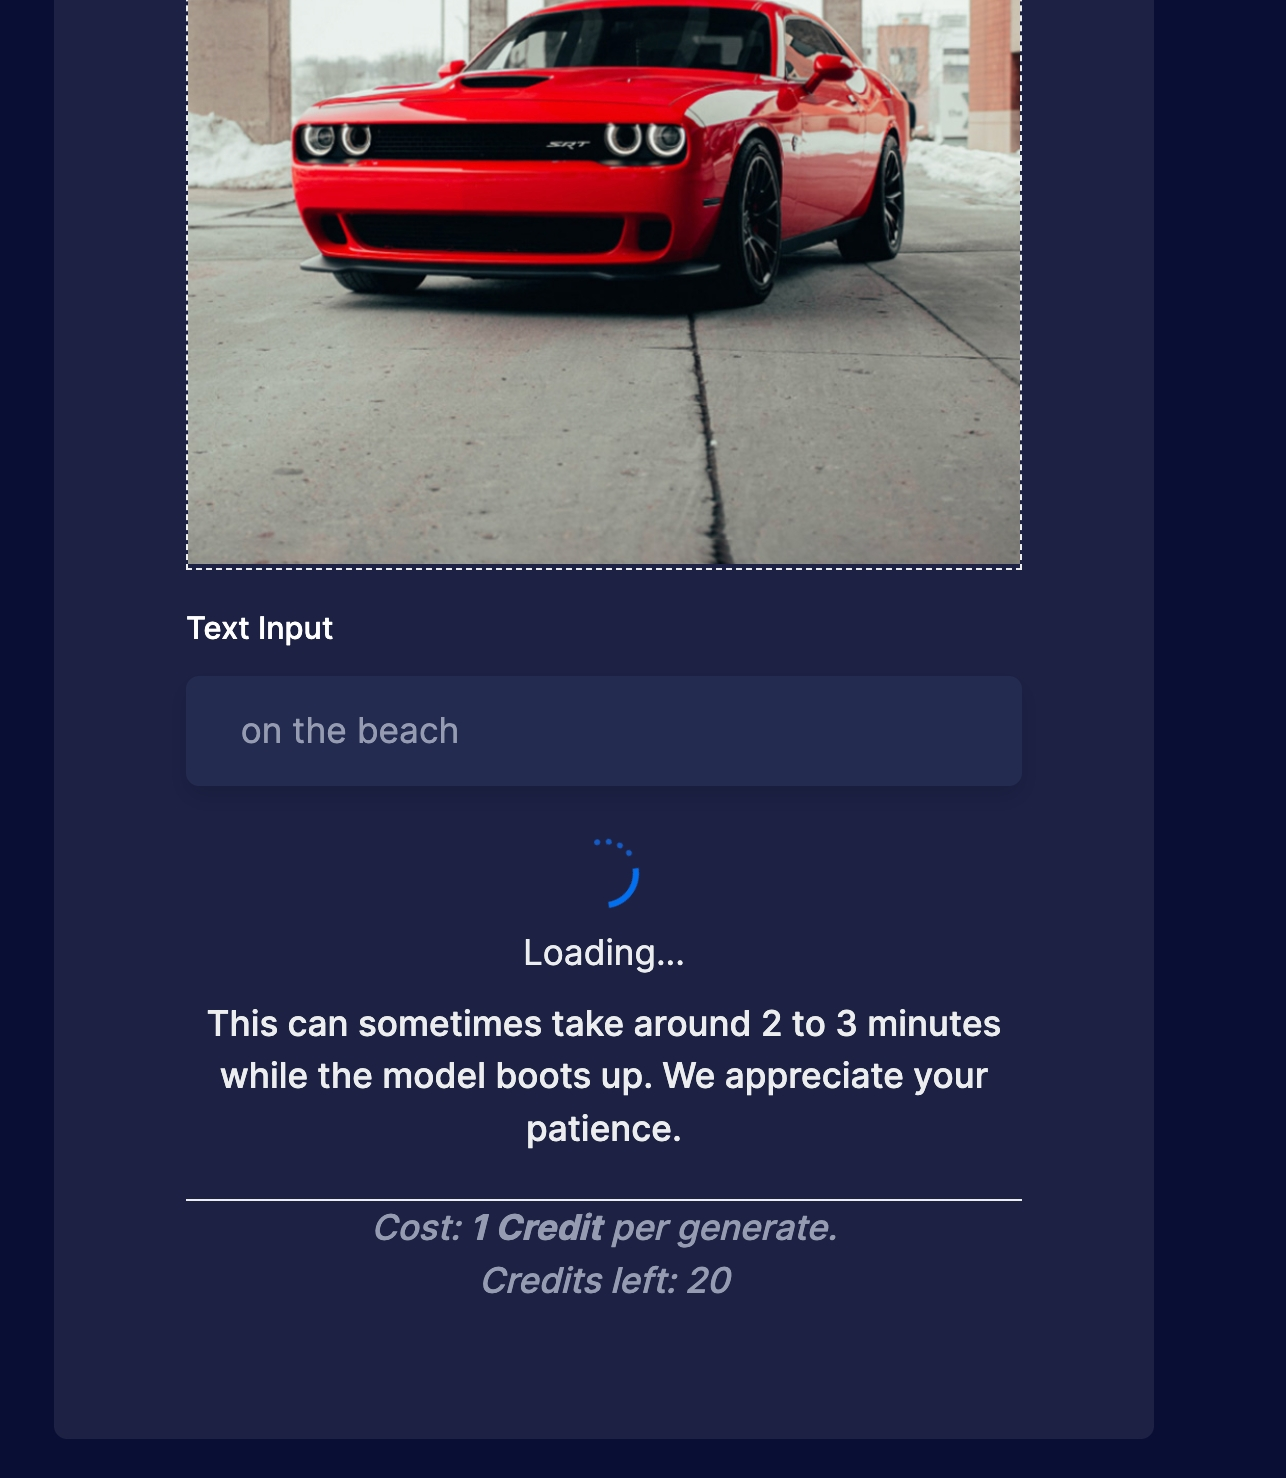 SRT
Text Input
on the beach
Loading...
This can sometimes take around 2 to 3 minutes
while the model boots up. We appreciate your
patience.
Cost: 1 Credit per generate.
Credits left: 20